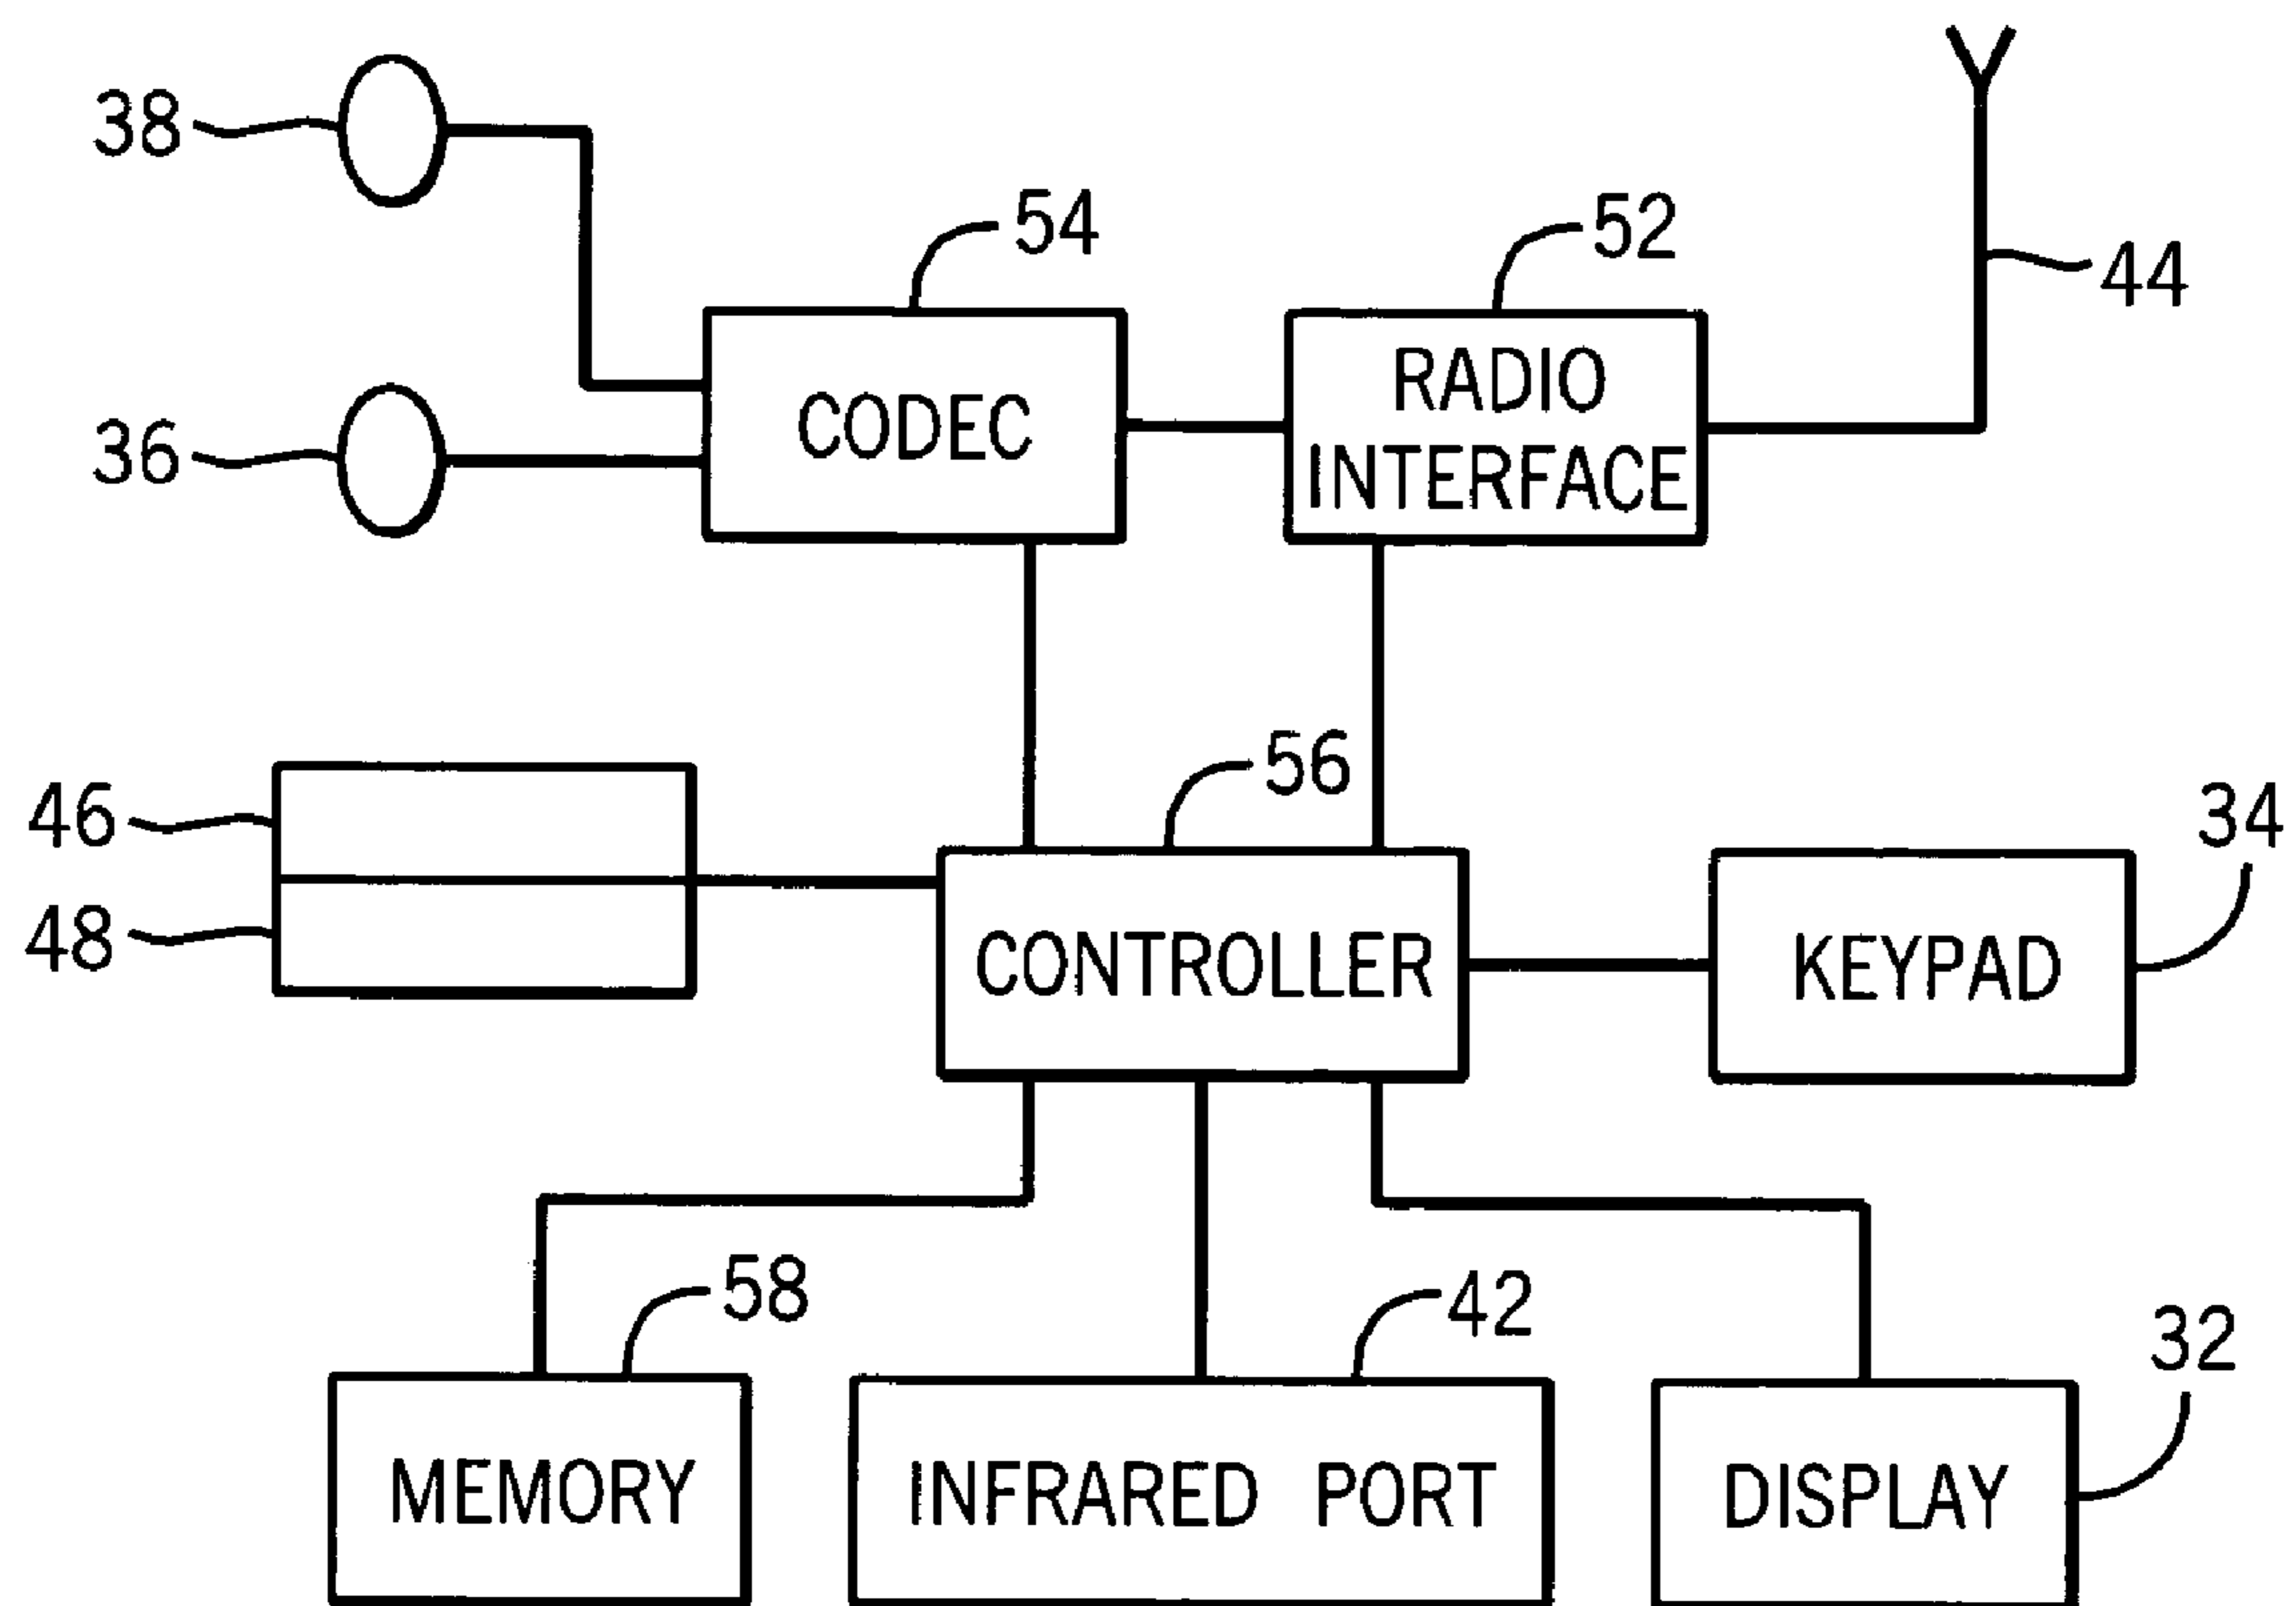 38
54
52
44
CODEC
RADIO
INTERFACE
36
56
46
34
48
CONTROLLER
KEYPAD
58
42
32
MEMORY
INFRARED PORT
DISPLAY